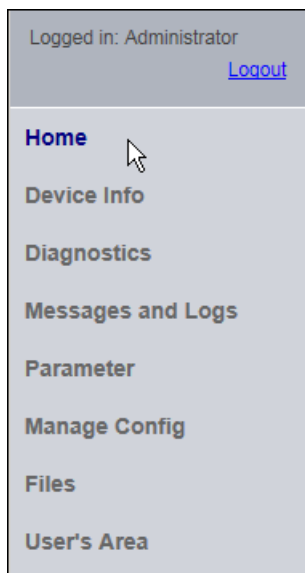 Logged in: Administrator
Logout
Home
Device Info
Diagnostics
Messages and Logs
Parameter
Manage Config
Files
User's Area